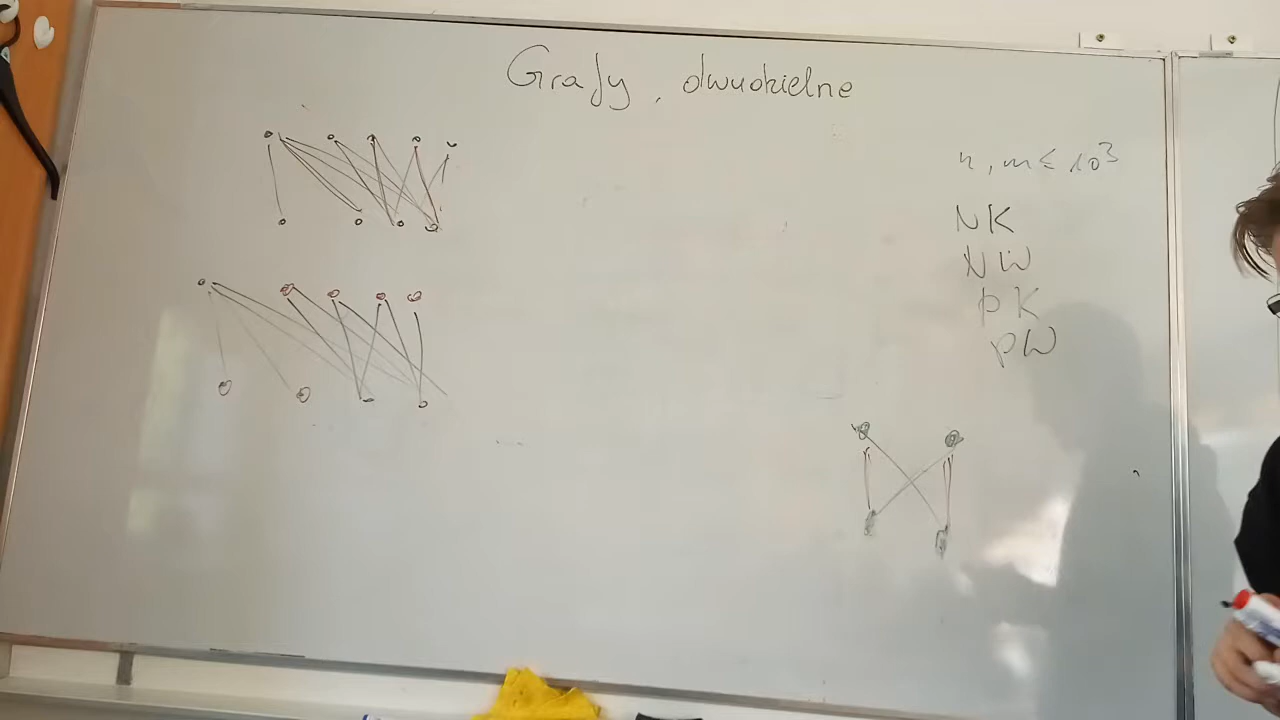 Grafy dwudzielne
n, m ≤ 10³
NK
NW
PK
PW